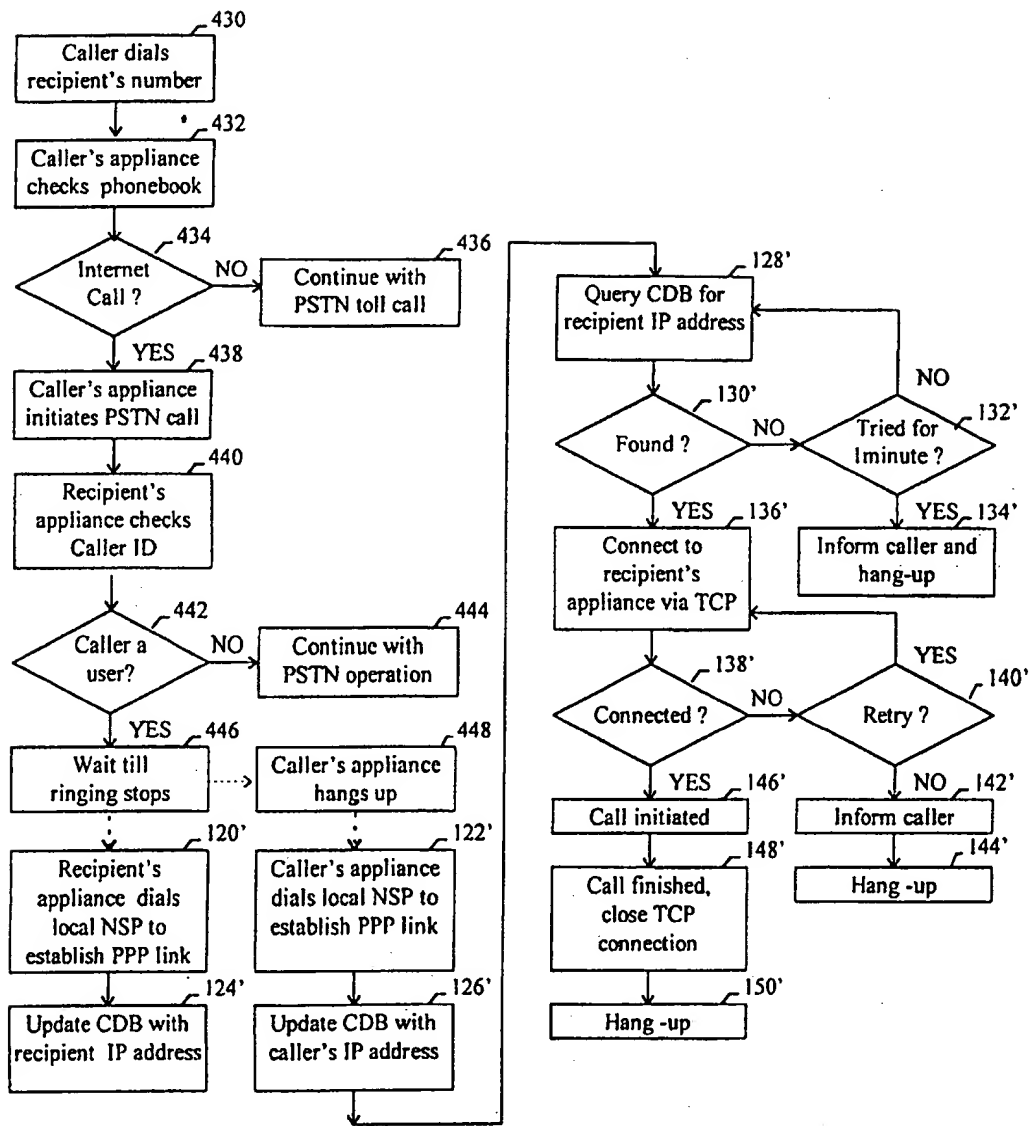 430
Caller dials
recipient's number
432
Caller's appliance
checks phonebook
434
Internet
Call ?
NO
436
Continue with
PSTN toll call
YES
438
Caller's appliance
initiates PSTN call
440
Recipient's
appliance checks
Caller ID
442
Caller a
user?
NO
444
Continue with
PSTN operation
YES
446
Wait till
ringing stops
448
Caller's appliance
hangs up
120'
Recipient's
appliance dials
local NSP to
establish PPP link
122'
Caller's appliance
dials local NSP to
establish PPP link
124'
Update CDB with
recipient IP address
126'
Update CDB with
caller's IP address
128'
Query CDB for
recipient IP address
130'
Found ?
NO
132'
Tried for
1minute ?
NO
YES
134'
Inform caller and
hang-up
YES
136'
Connect to
recipient's
appliance via TCP
138'
Connected ?
NO
140'
Retry ?
YES
NO
142'
Inform caller
144'
Hang -up
YES
146'
Call initiated
148'
Call finished,
close TCP
connection
150'
Hang -up